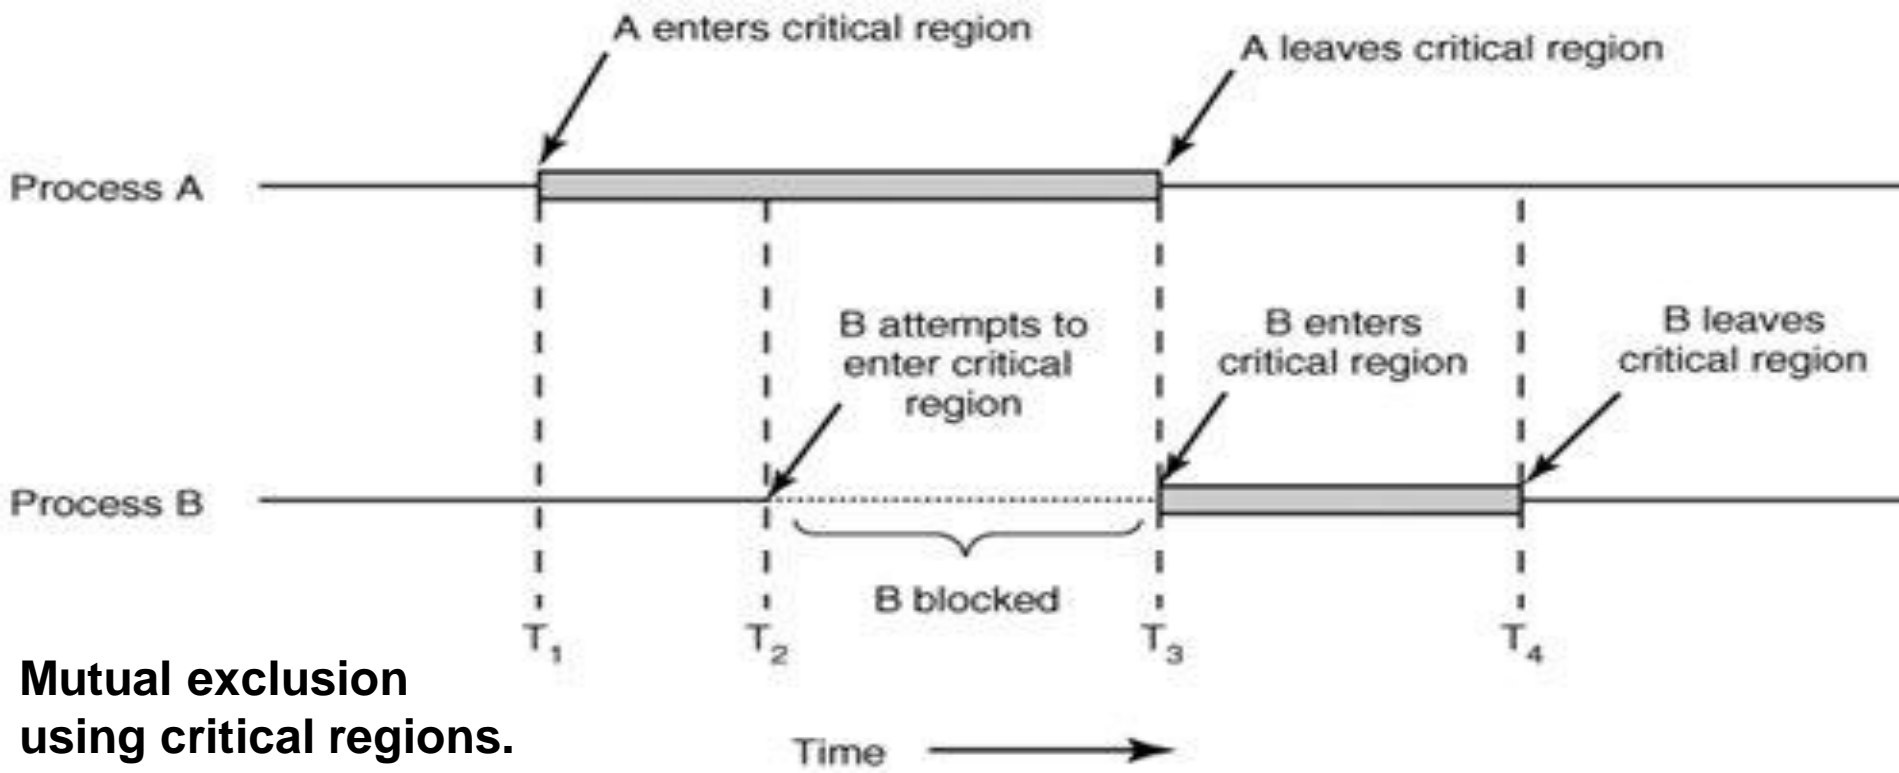 A enters critical region
A leaves critical region
Process A
B attempts to
enter critical
region
B enters
critical region
B leaves
critical region
Process B
B blocked
T1
T2
T3
T4
Mutual exclusion
using critical regions.
Time